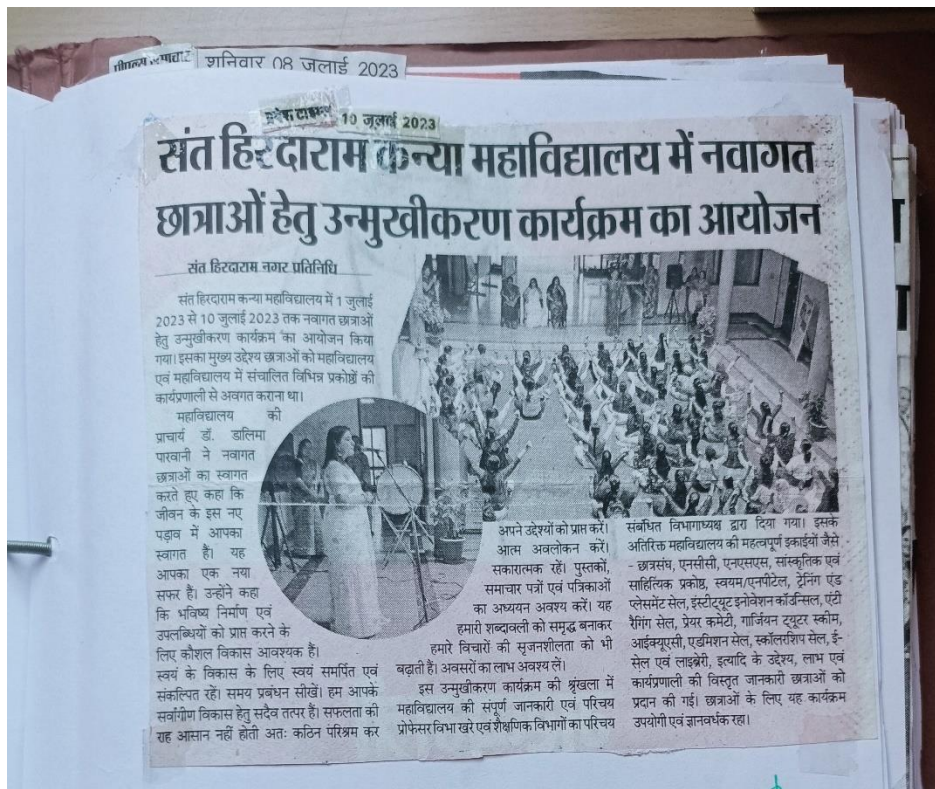 पीपुल्स समाचार
शनिवार 08 जुलाई 2023
प्रदेश टाइम्स
10 जुलाई 2023
संत हिरदाराम कन्या महाविद्यालय में नवागत
छात्राओं हेतु उन्मुखीकरण कार्यक्रम का आयोजन
संत हिरदाराम नगर प्रतिनिधि
संत हिरदाराम कन्या महाविद्यालय में 1 जुलाई
2023 से 10 जुलाई 2023 तक नवागत छात्राओं
हेतु उन्मुखीकरण कार्यक्रम का आयोजन किया
गया। इसका मुख्य उद्देश्य छात्राओं को महाविद्यालय
एवं महाविद्यालय में संचालित विभिन्न प्रकोष्ठों की
कार्यप्रणाली से अवगत कराना था।
महाविद्यालय की
प्राचार्य डॉ. डालिमा
पारवानी ने नवागत
छात्राओं का स्वागत
करते हुए कहा कि
जीवन के इस नए
पड़ाव में आपका
स्वागत है। यह
आपका एक नया
सफर हैं। उन्होंने कहा
कि भविष्य निर्माण एवं
उपलब्धियों को प्राप्त करने के
लिए कौशल विकास आवश्यक हैं।
स्वयं के विकास के लिए स्वयं समर्पित एवं
संकल्पित रहें। समय प्रबंधन सीखें। हम आपके
सर्वांगीण विकास हेतु सदैव तत्पर हैं। सफलता की
राह आसान नहीं होती अतः कठिन परिश्रम कर
अपने उद्देश्यों को प्राप्त करें।
आत्म अवलोकन करें।
सकारात्मक रहें। पुस्तकों,
समाचार पत्रों एवं पत्रिकाओं
का अध्ययन अवश्य करें। यह
हमारी शब्दावली को समृद्ध बनाकर
हमारे विचारों की सृजनशीलता को भी
बढ़ाती हैं। अवसरों का लाभ अवश्य लें।
इस उन्मुखीकरण कार्यक्रम की श्रृंखला में
महाविद्यालय की संपूर्ण जानकारी एवं परिचय
प्रोफेसर विभा खरे एवं शैक्षणिक विभागों का परिचय
संबंधित विभागाध्यक्ष द्वारा दिया गया। इसके
अतिरिक्त महाविद्यालय की महत्वपूर्ण इकाईयों जैसे
- छात्रसंघ, एनसीसी, एनएसएस, सांस्कृतिक एवं
साहित्यिक प्रकोष्ठ, स्वयम/एनपीटेल, ट्रेनिंग एंड
प्लेसमेंट सेल, इंस्टीट्यूट इनोवेशन कॉउन्सिल, एंटी
रैगिंग सेल, प्रेयर कमेटी, गार्जियन ट्यूटर स्कीम,
आईक्यूएसी, एडमिशन सेल, स्कॉलरशिप सेल, ई-
सेल एवं लाइब्रेरी, इत्यादि के उद्देश्य, लाभ एवं
कार्यप्रणाली की विस्तृत जानकारी छात्राओं को
प्रदान की गई। छात्राओं के लिए यह कार्यक्रम
उपयोगी एवं ज्ञानवर्धक रहा।